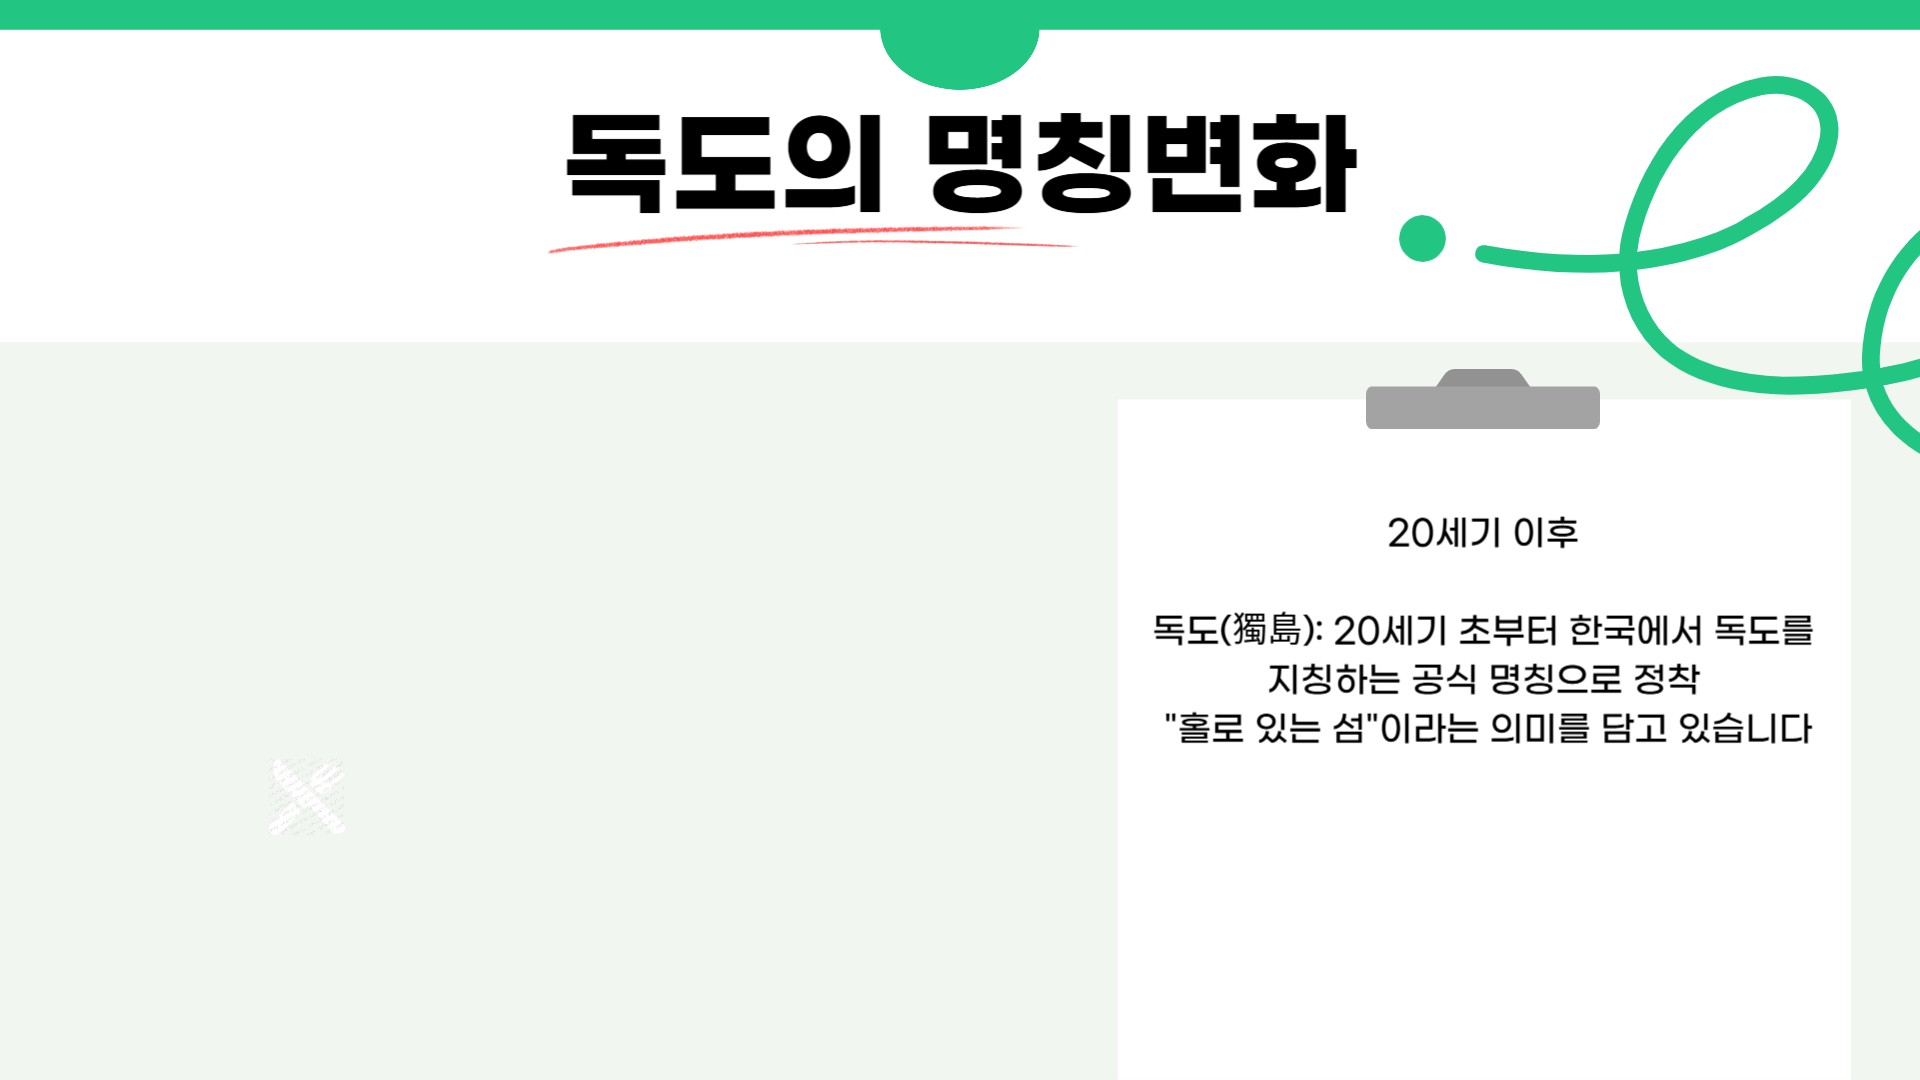 독도의 명칭변화
20세기 이후
독도(獨島): 20세기 초부터 한국에서 독도를
지칭하는 공식 명칭으로 정착
"홀로 있는 섬"이라는 의미를 담고 있습니다